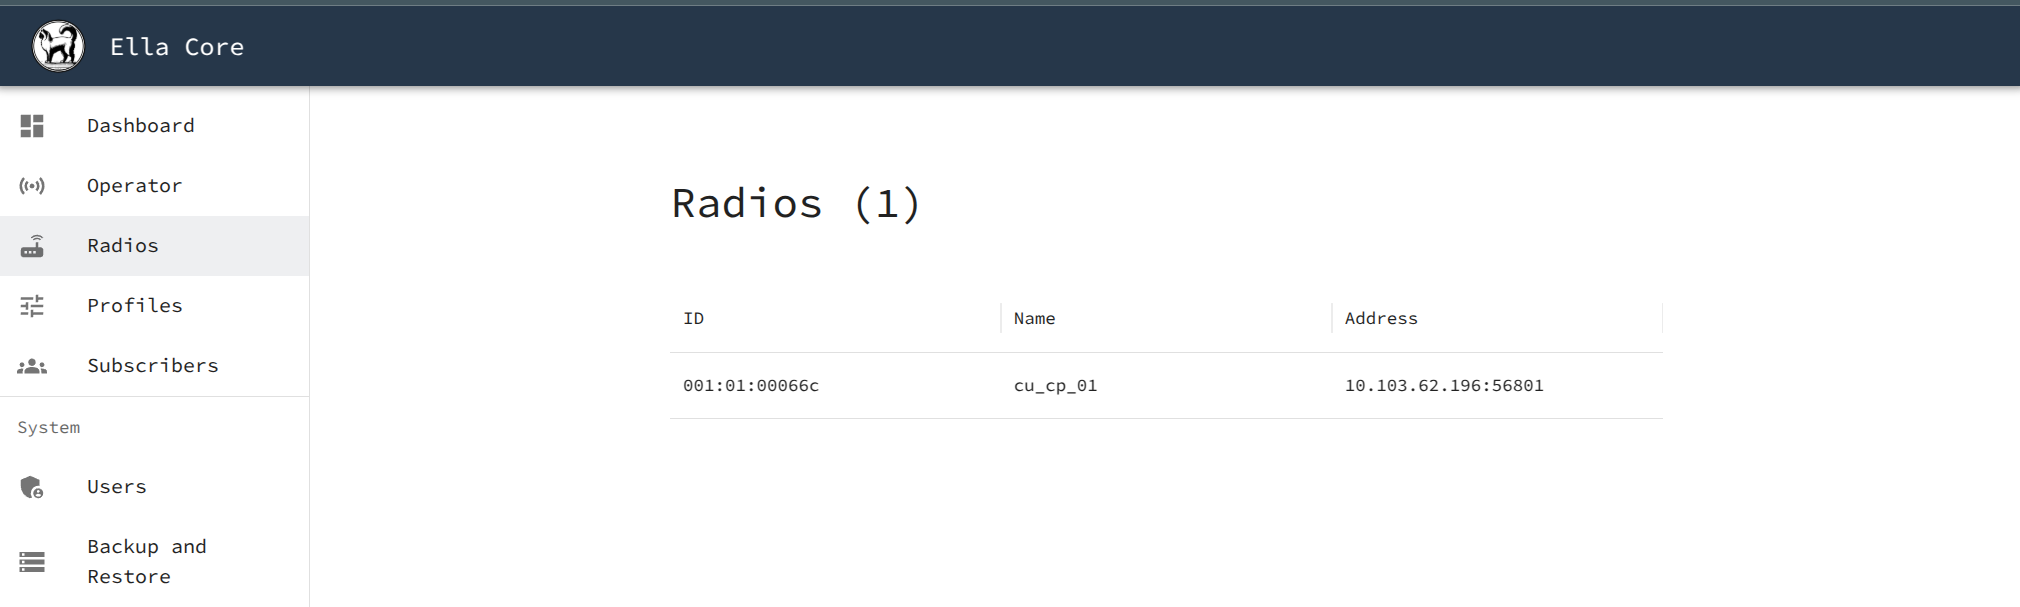 Ella Core
Dashboard
Operator
Radios
Profiles
Subscribers
System
Users
Backup and
Restore
Radios (1)
ID Name Address
001:01:00066c cu_cp_01 10.103.62.196:56801